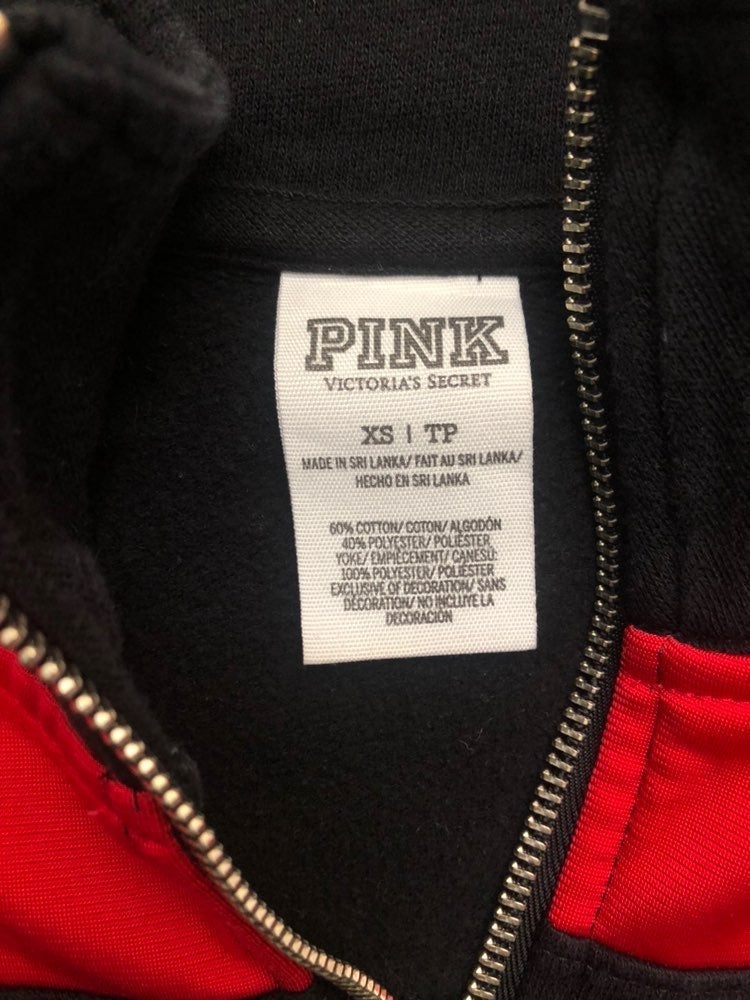 PINK
VICTORIA'S SECRET
XS | TP
MADE IN SRI LANKA/ FAIT AU SRI LANKA/
HECHO EN SRI LANKA
60% COTTON/ COTON/ ALGODÓN
40% POLYESTER/ POLIÉSTER
YOKE/ EMPIÈCEMENT/ CANESÚ:
100% POLYESTER/ POLIÉSTER
EXCLUSIVE OF DECORATION/ SANS
DÉCORATION/ NO INCLUYE LA
DECORACIÓN